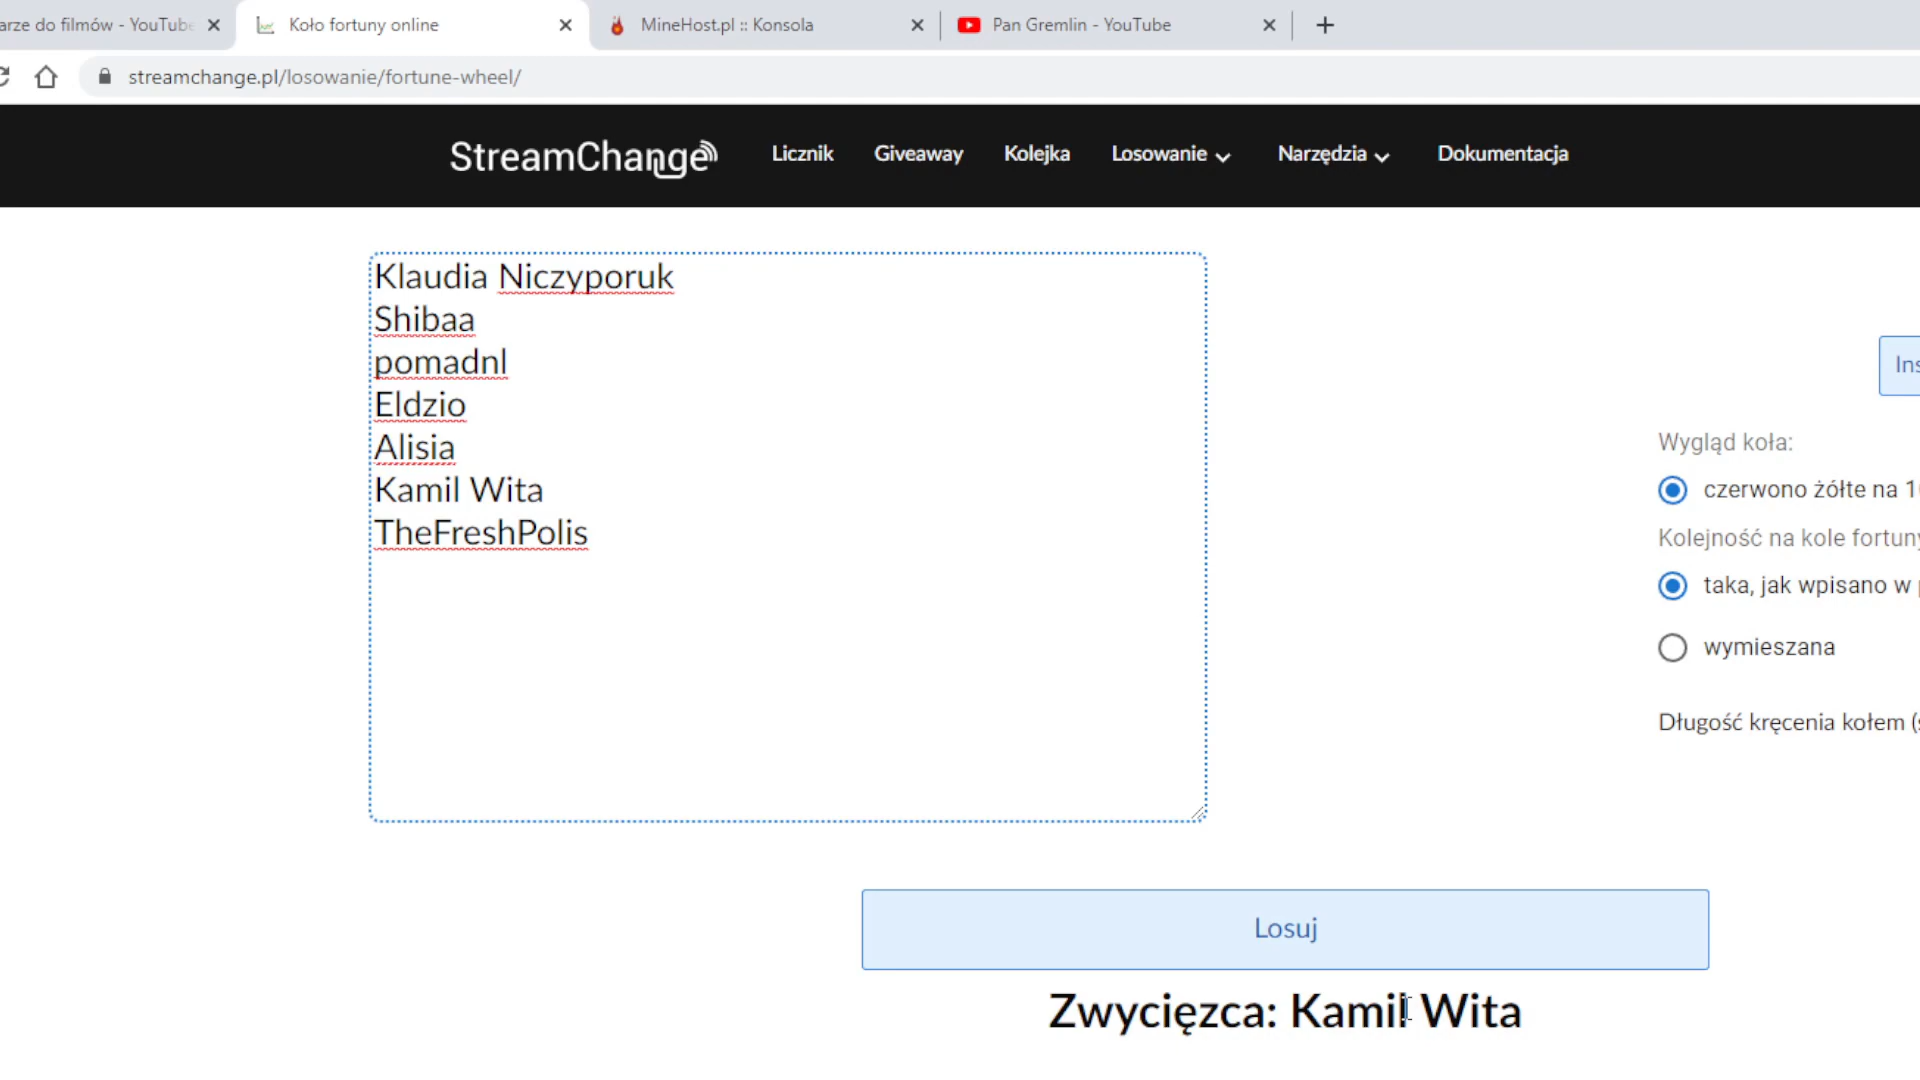 arze do filmów - YouTube
Koło fortuny online
MineHost.pl :: Konsola
Pan Gremlin - YouTube
streamchange.pl/losowanie/fortune-wheel/
StreamChange
Licznik
Giveaway
Kolejka
Losowanie
Narzędzia
Dokumentacja
Klaudia Niczyporuk
Shibaa
pomadnl
Eldzio
Alisia
Kamil Wita
TheFreshPolis
Ins
Wygląd koła:
czerwono żółte na 1
Kolejność na kole fortuny
taka, jak wpisano w
wymieszana
Długość kręcenia kołem (
Losuj
Zwycięzca: Kamil Wita